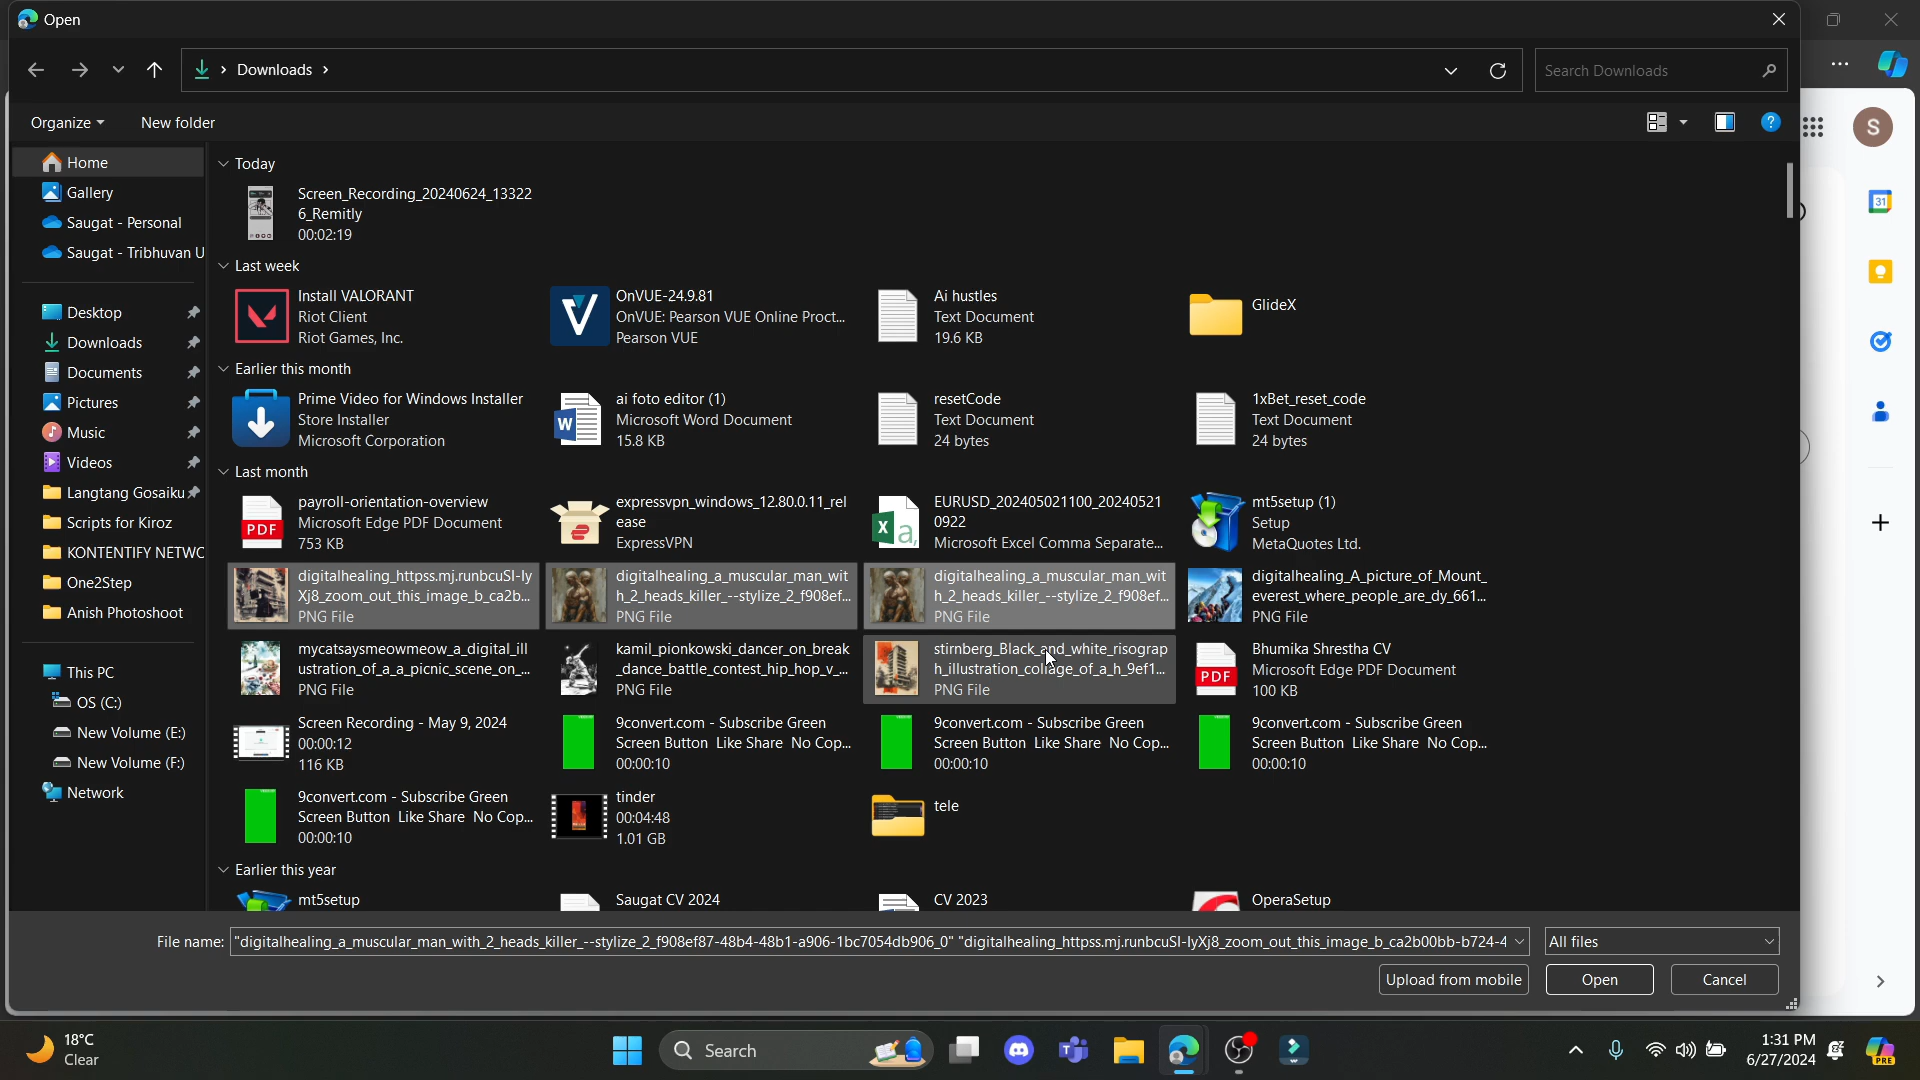 Open
Downloads
Search Downloads
Organize
New folder
S
31
Home
Gallery
Saugat - Personal
Saugat - Tribhuvan U
Desktop
Downloads
Documents
Pictures
Music
Videos
Langtang Gosaiku
Scripts for Kiroz
KONTENTIFY NETWC
One2Step
Anish Photoshoot
This PC
OS (C:)
New Volume (E:)
New Volume (F:)
Network
Today
Screen_Recording_20240624_13322
6_Remitly
00:02:19
Last week
Install VALORANT
Riot Client
Riot Games, Inc.
OnVUE-24.9.81
OnVUE: Pearson VUE Online Proct...
Pearson VUE
Ai hustles
Text Document
19.6 KB
GlideX
Earlier this month
Prime Video for Windows Installer
Store Installer
Microsoft Corporation
ai foto editor (1)
Microsoft Word Document
15.8 KB
resetCode
Text Document
24 bytes
1xBet_reset_code
Text Document
24 bytes
Last month
PDF
payroll-orientation-overview
Microsoft Edge PDF Document
753 KB
expressvpn_windows_12.80.0.11_rel
ease
ExpressVPN
EURUSD_202405021100_20240521
0922
Microsoft Excel Comma Separate...
mt5setup (1)
Setup
MetaQuotes Ltd.
digitalhealing_httpss.mj.runbcuSI-ly
Xj8_zoom_out_this_image_b_ca2b...
PNG File
digitalhealing_a_muscular_man_wit
h_2_heads_killer_--stylize_2_f908ef...
PNG File
digitalhealing_a_muscular_man_wit
h_2_heads_killer_--stylize_2_f908ef...
PNG File
digitalhealing_A_picture_of_Mount_
everest_where_people_are_dy_661...
PNG File
mycatsaysmeowmeow_a_digital_ill
ustration_of_a_a_picnic_scene_on_...
PNG File
kamil_pionkowski_dancer_on_break
_dance_battle_contest_hip_hop_v_...
PNG File
stirnberg_Black_and_white_risograp
h_illustration_collage_of_a_h_9ef1...
PNG File
PDF
Bhumika Shrestha CV
Microsoft Edge PDF Document
100 KB
Screen Recording - May 9, 2024
00:00:12
116 KB
9convert.com - Subscribe Green
Screen Button Like Share No Cop...
00:00:10
9convert.com - Subscribe Green
Screen Button Like Share No Cop...
00:00:10
9convert.com - Subscribe Green
Screen Button Like Share No Cop...
00:00:10
9convert.com - Subscribe Green
Screen Button Like Share No Cop...
00:00:10
tinder
00:04:48
1.01 GB
tele
Earlier this year
mt5setup
Saugat CV 2024
CV 2023
OperaSetup
File name: "digitalhealing_a_muscular_man_with_2_heads_killer_--stylize_2_f908ef87-48b4-48b1-a906-1bc7054db906_0" "digitalhealing_httpss.mj.runbcuSI-lyXj8_zoom_out_this_image_b_ca2b00bb-b724-4
All files
Upload from mobile
Open
Cancel
18°C
Clear
Search
1:31 PM
6/27/2024
PRE